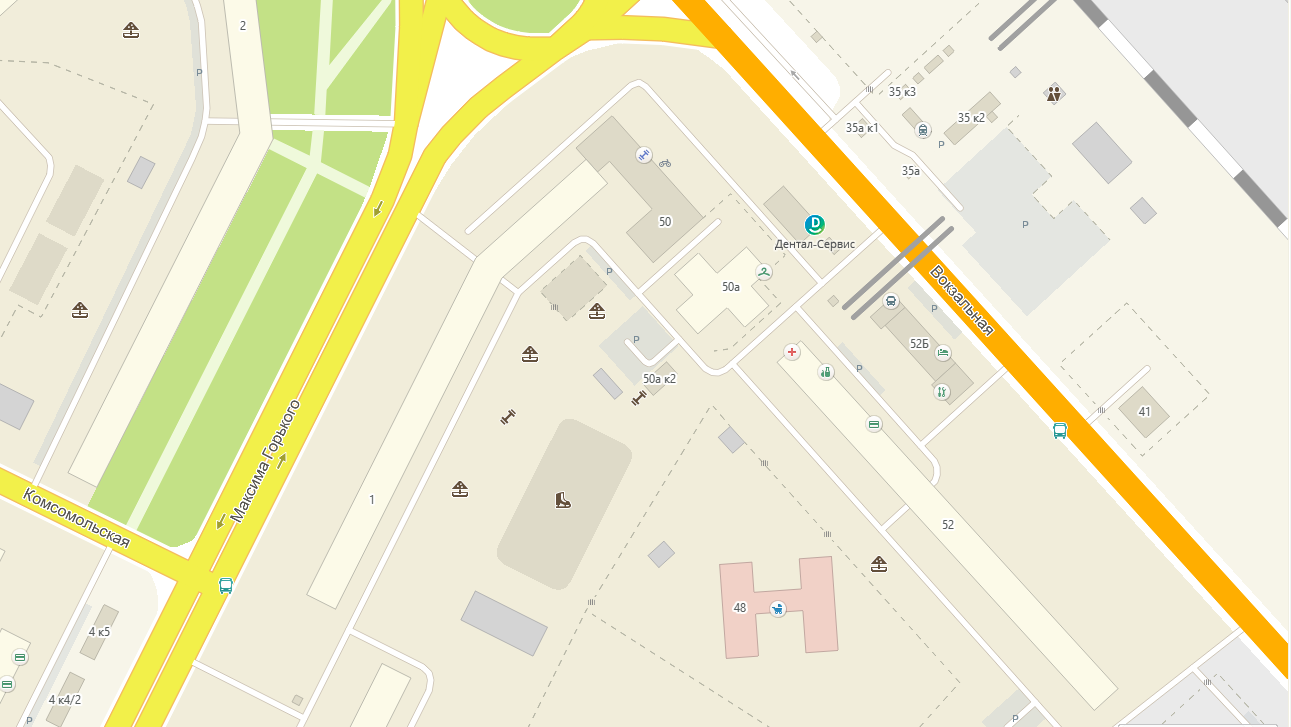 2
P
35 к3
35 к2
35а к1
P
35а
50
P
D
Дентал-Сервис
P
50а
Вокзальная
P
52Б
P
P
50а к2
41
Максима Горького
1
Комсомольская
52
48
4 к5
4 к4/2
P
P